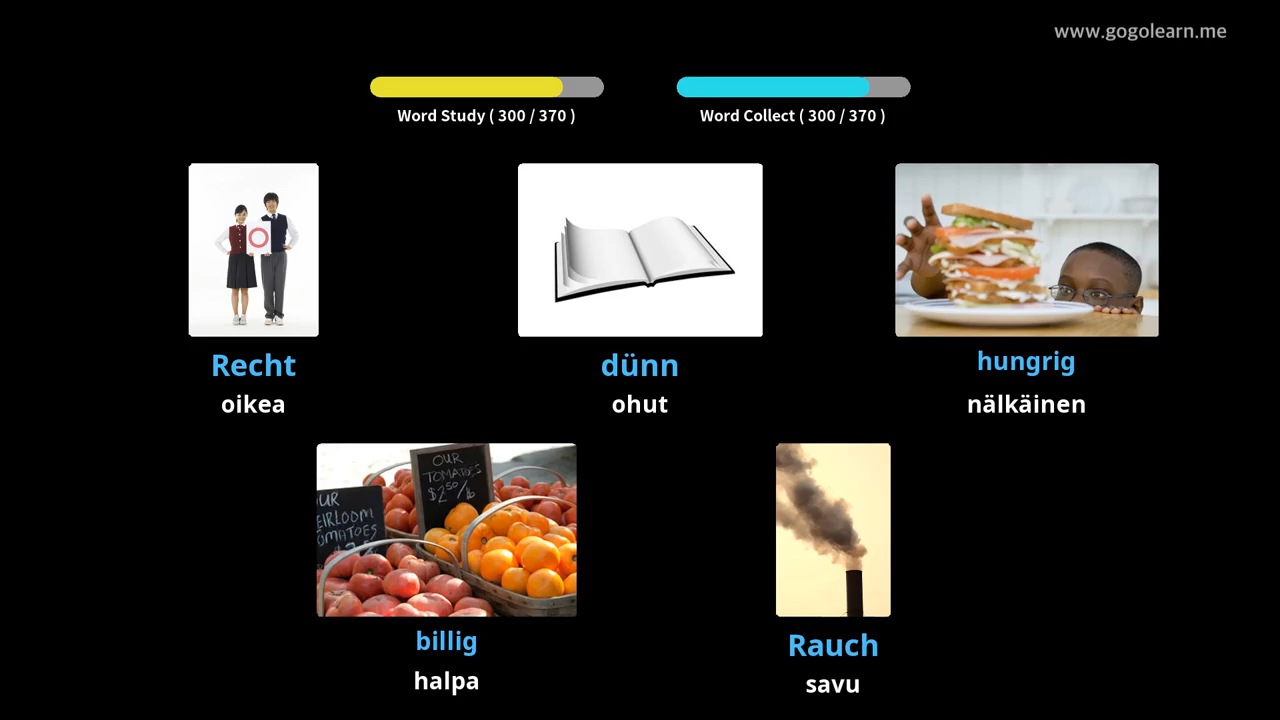 www.gogolearn.me
Word Study ( 300 / 370 )
Word Collect ( 300 / 370 )
Recht
oikea
dünn
ohut
hungrig
nälkäinen
OUR
TOMATOES
$2.50/lb
UR
HEIRLOOM
TOMATOES
billig
halpa
Rauch
savu